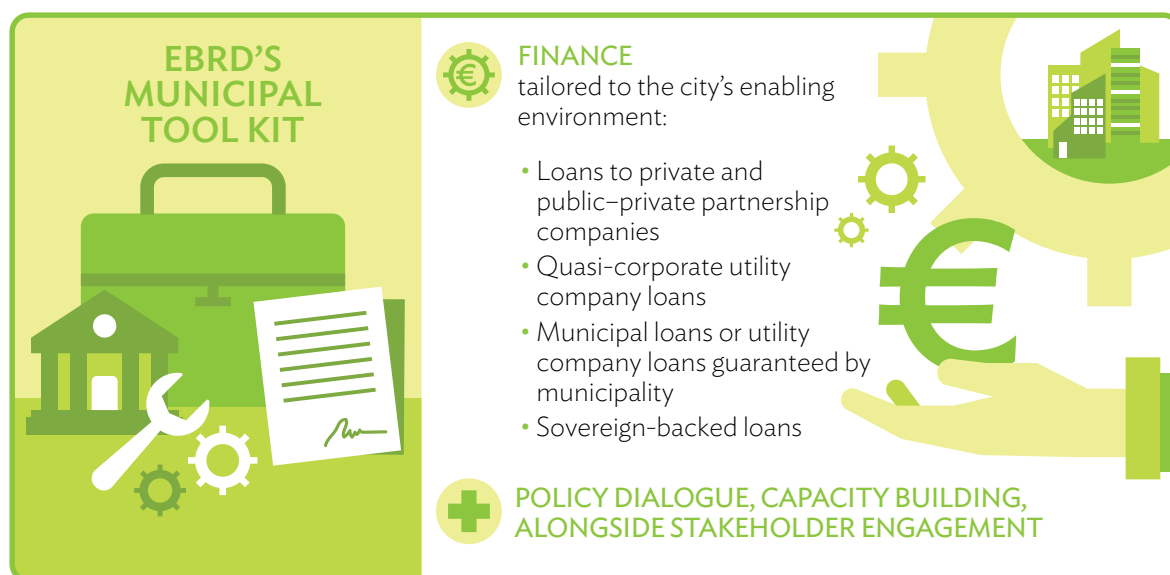 EBRD'S
MUNICIPAL
TOOL KIT
€
FINANCE
tailored to the city's enabling
environment:
• Loans to private and
public–private partnership
companies
• Quasi-corporate utility
company loans
• Municipal loans or utility
company loans guaranteed by
municipality
• Sovereign-backed loans
€
POLICY DIALOGUE, CAPACITY BUILDING,
ALONGSIDE STAKEHOLDER ENGAGEMENT